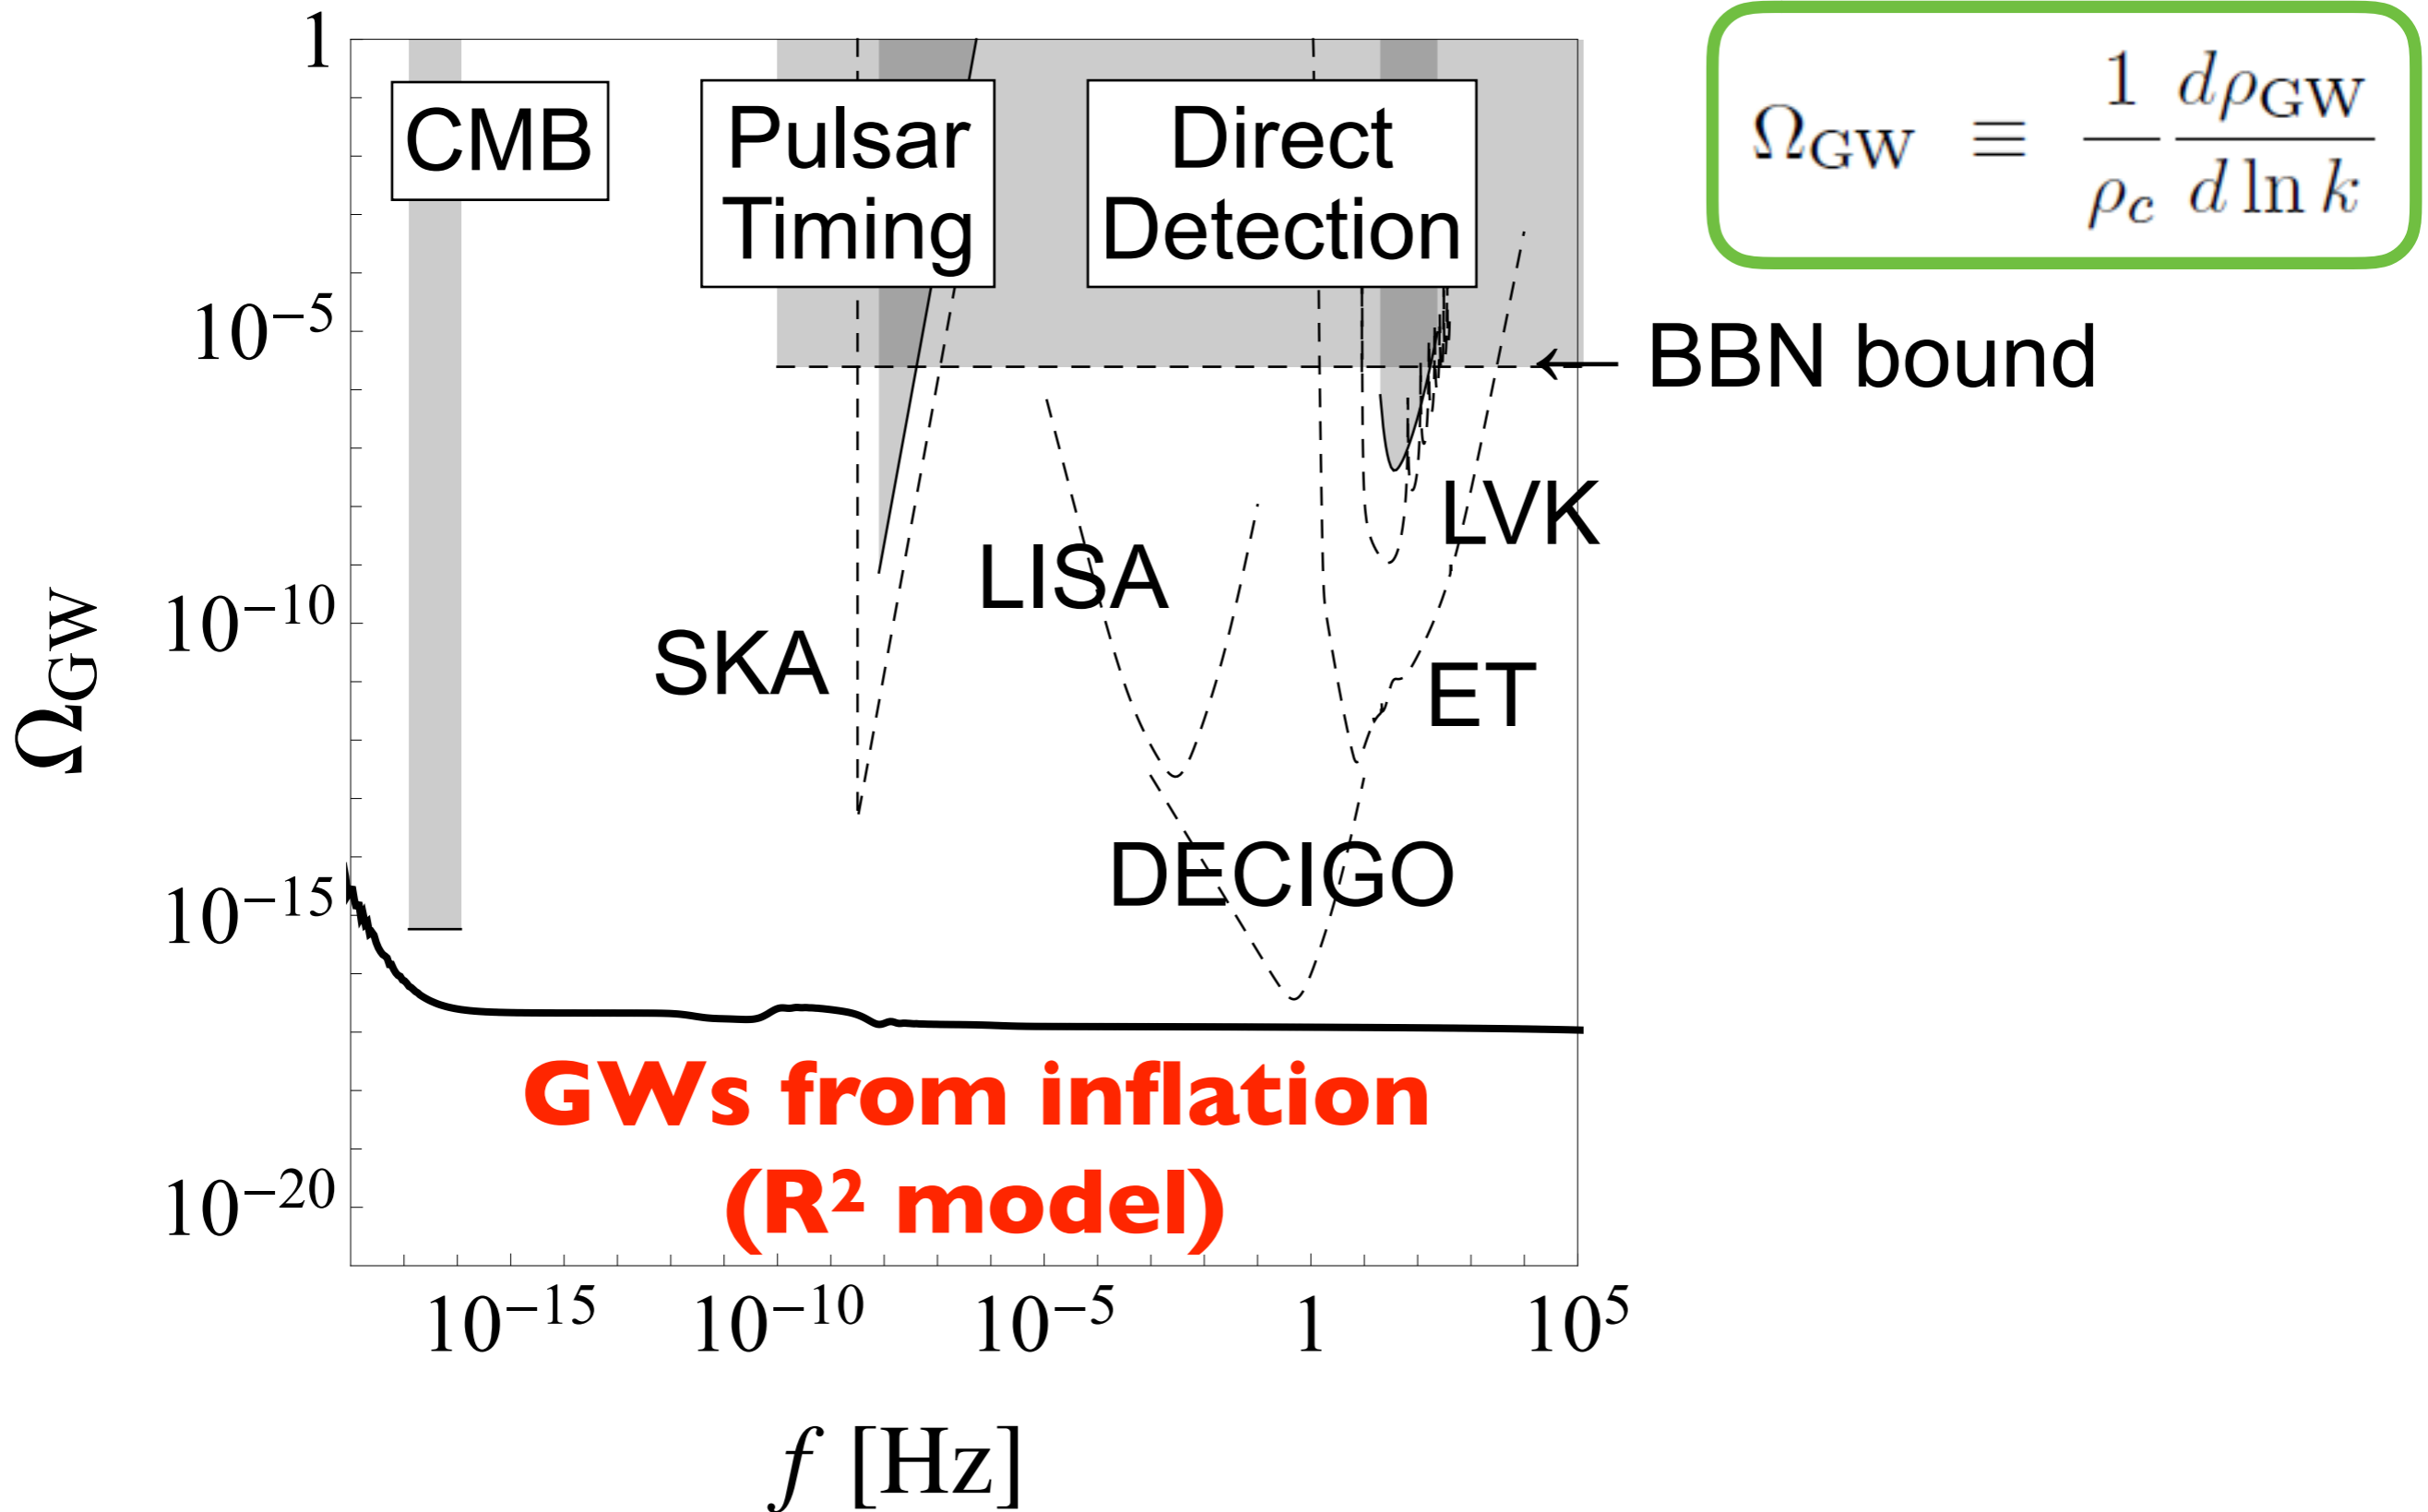 1
10⁻⁵
10⁻¹⁰
10⁻¹⁵
10⁻²⁰
Ω_GW
CMB
Pulsar
Timing
Direct
Detection
Ω_GW ≡ 1/ρ_c dρ_GW/d ln k
BBN bound
LVK
LISA
SKA
ET
DECIGO
GWs from inflation
(R² model)
10⁻¹⁵ 10⁻¹⁰ 10⁻⁵ 1 10⁵
f [Hz]